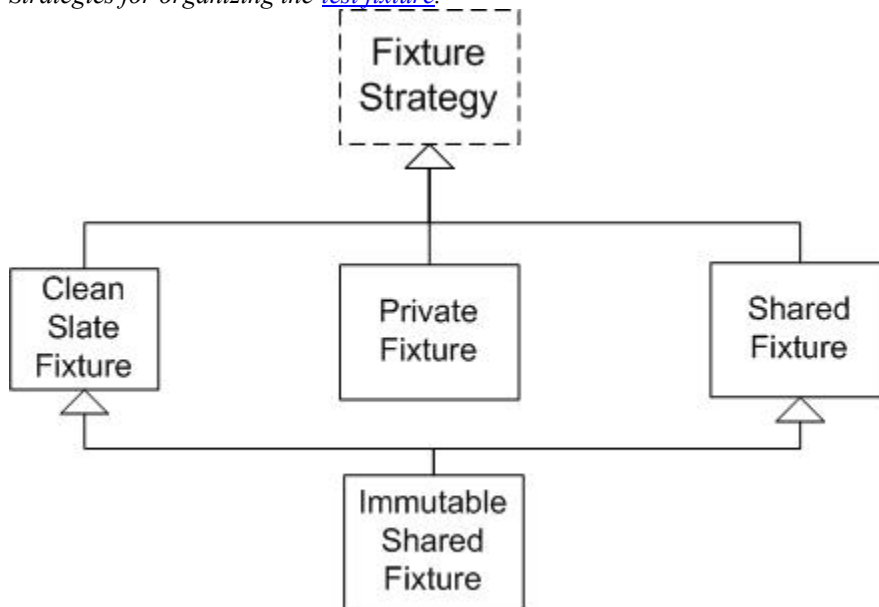 Strategies for organizing the test fixture.
Fixture
Strategy
Clean
Slate
Fixture
Private
Fixture
Shared
Fixture
Immutable
Shared
Fixture